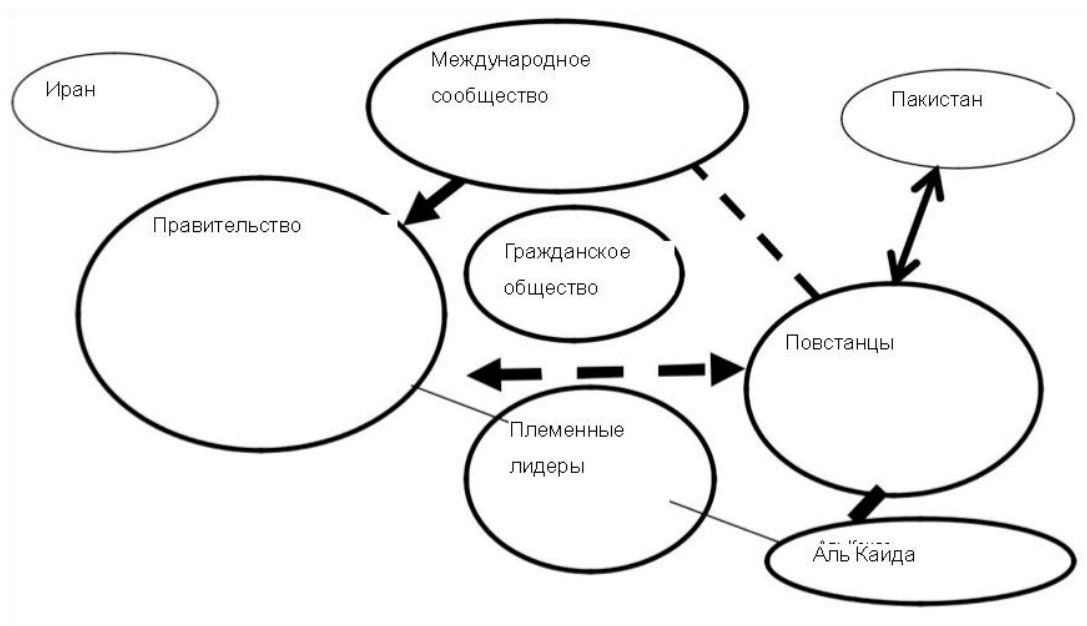 Международное
сообщество
Иран
Пакистан
Правительство
Гражданское
общество
Повстанцы
Племенные
лидеры
Аль Каида